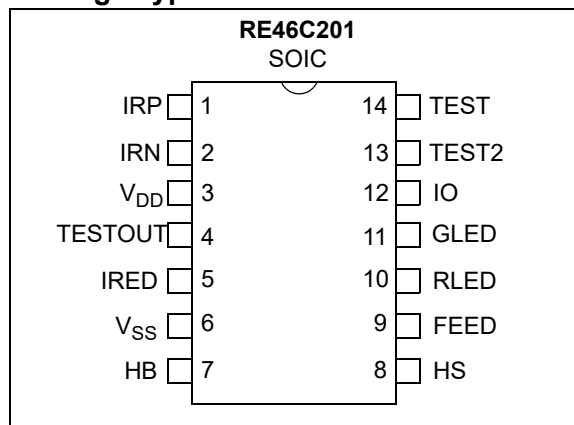 RE46C201
SOIC
IRP 1 14 TEST
IRN 2 13 TEST2
VDD 3 12 IO
TESTOUT 4 11 GLED
IRED 5 10 RLED
VSS 6 9 FEED
HB 7 8 HS